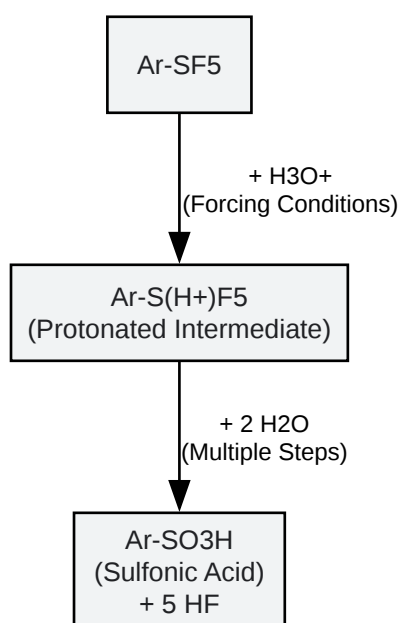 Ar-SF5
+ H3O+
(Forcing Conditions)
Ar-S(H+)F5
(Protonated Intermediate)
+ 2 H2O
(Multiple Steps)
Ar-SO3H
(Sulfonic Acid)
+ 5 HF